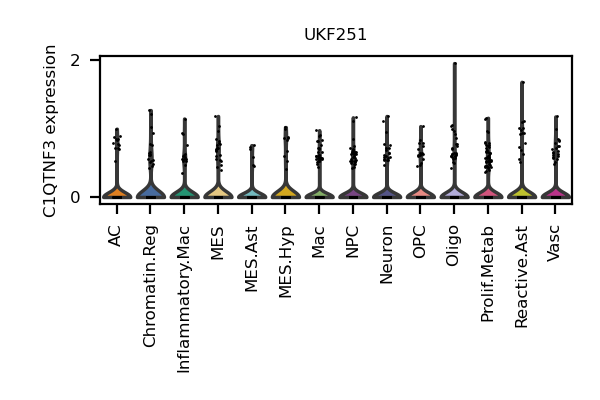 UKF251
C1QTNF3 expression
2
0
AC
Chromatin.Reg
Inflammatory.Mac
MES
MES.Ast
MES.Hyp
Mac
NPC
Neuron
OPC
Oligo
Prolif.Metab
Reactive.Ast
Vasc